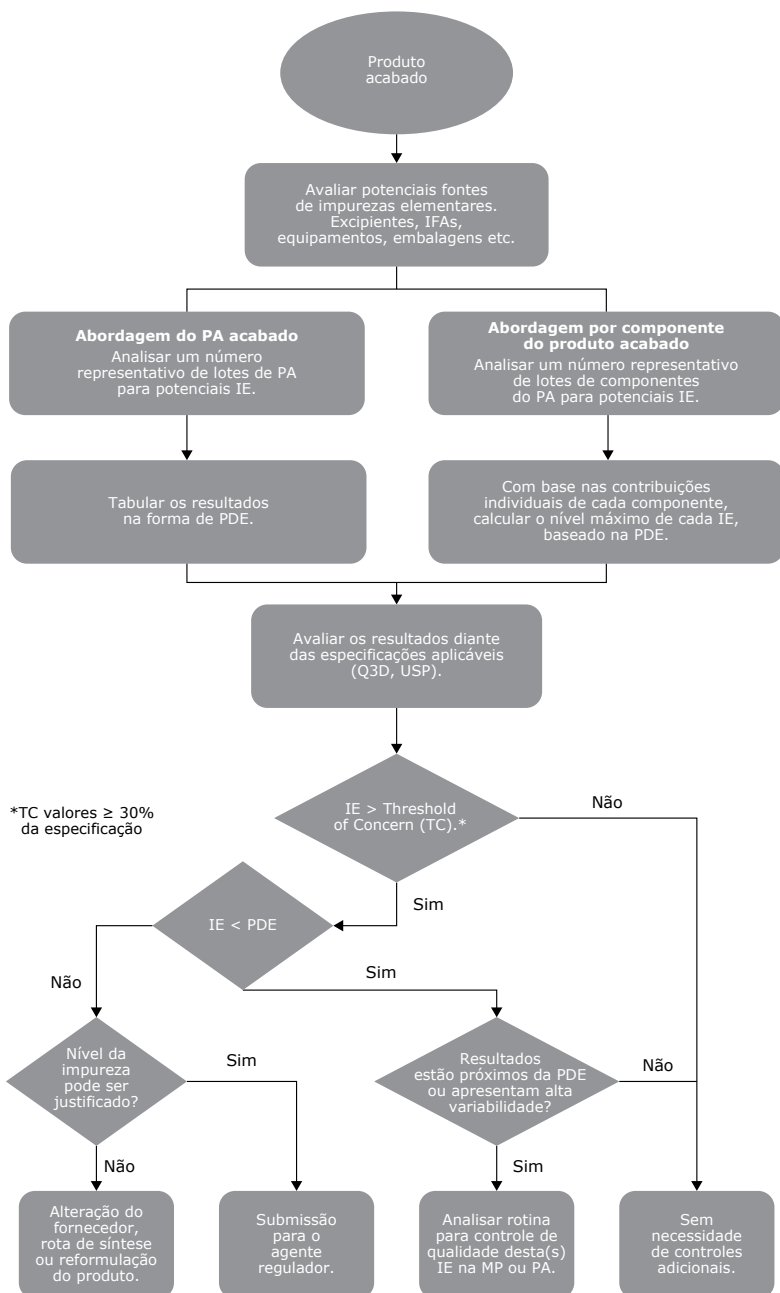 Produto
acabado
Avaliar potenciais fontes
de impurezas elementares.
Excipientes, IFAs,
equipamentos, embalagens etc.
Abordagem do PA acabado
Analisar um número
representativo de lotes de PA
para potenciais IE.
Abordagem por componente
do produto acabado
Analisar um número representativo
de lotes de componentes
do PA para potenciais IE.
Tabular os resultados
na forma de PDE.
Com base nas contribuições
individuais de cada componente,
calcular o nível máximo de cada IE,
baseado na PDE.
Avaliar os resultados diante
das especificações aplicáveis
(Q3D, USP).
*TC valores ≥ 30%
da especificação
IE > Threshold
of Concern (TC).*
Não
Sim
IE < PDE
Não
Sim
Nível da
impureza
pode ser
justificado?
Sim
Resultados
estão próximos da PDE
ou apresentam alta
variabilidade?
Não
Não
Sim
Alteração do
fornecedor,
rota de síntese
ou reformulação
do produto.
Submissão
para o
agente
regulador.
Analisar rotina
para controle de
qualidade desta(s)
IE na MP ou PA.
Sem
necessidade
de controles
adicionais.